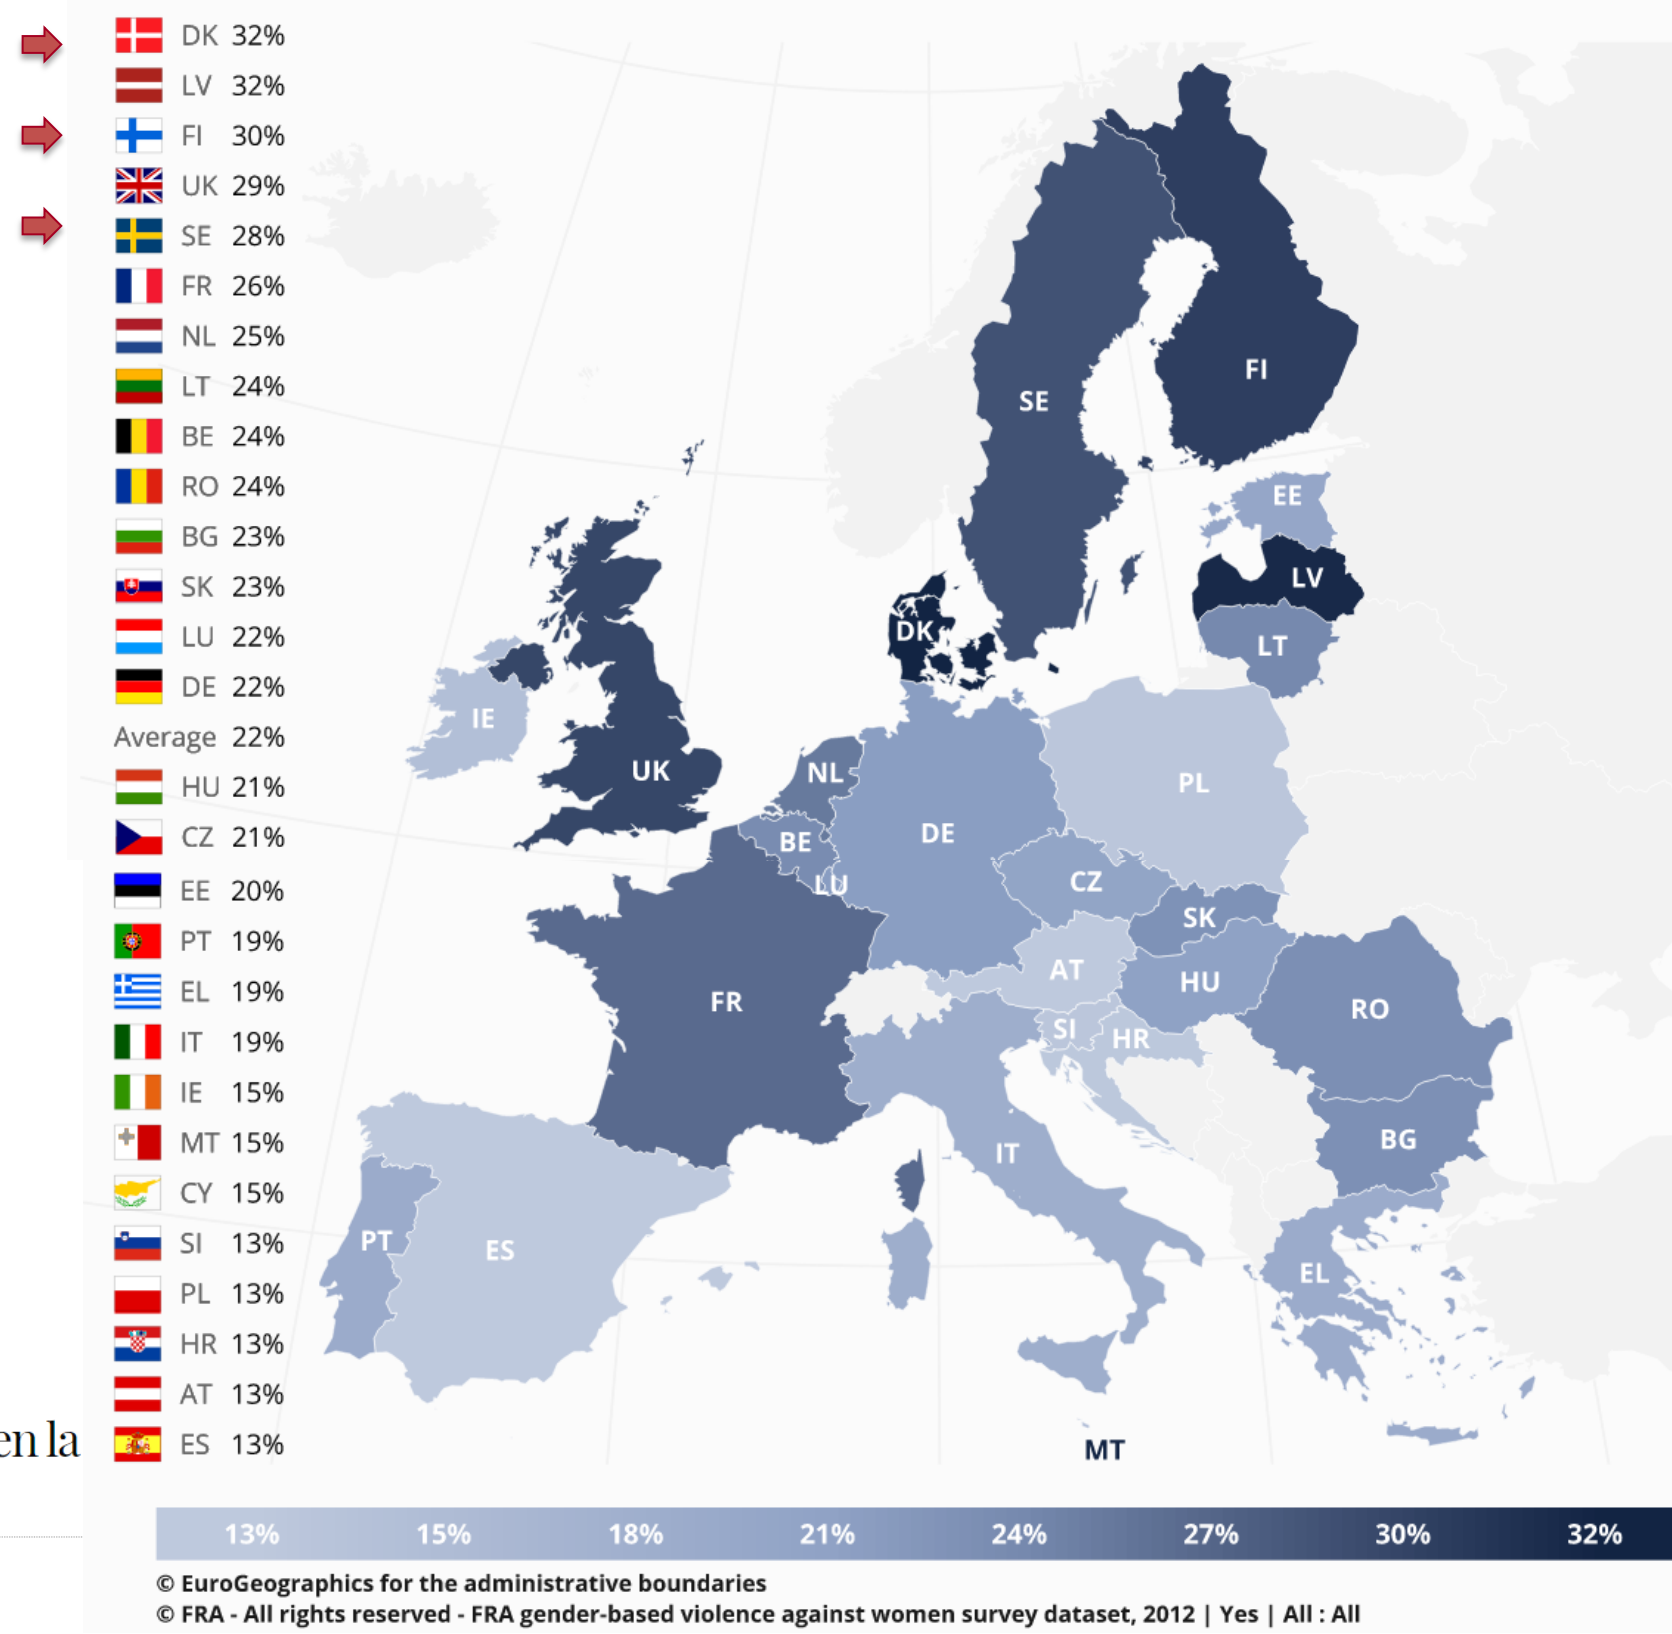 DK 32%
LV 32%
FI 30%
UK 29%
SE 28%
FR 26%
NL 25%
LT 24%
BE 24%
RO 24%
BG 23%
SK 23%
LU 22%
DE 22%
Average 22%
HU 21%
CZ 21%
EE 20%
PT 19%
EL 19%
IT 19%
IE 15%
MT 15%
CY 15%
SI 13%
PL 13%
HR 13%
AT 13%
ES 13%
en la
FI
SE
EE
LV
DK
LT
IE
UK
NL
PL
BE
DE
LU
CZ
SK
AT
HU
FR
RO
SI
HR
BG
IT
PT
ES
EL
MT
13% 15% 18% 21% 24% 27% 30% 32%
© EuroGeographics for the administrative boundaries
© FRA - All rights reserved - FRA gender-based violence against women survey dataset, 2012 | Yes | All : All